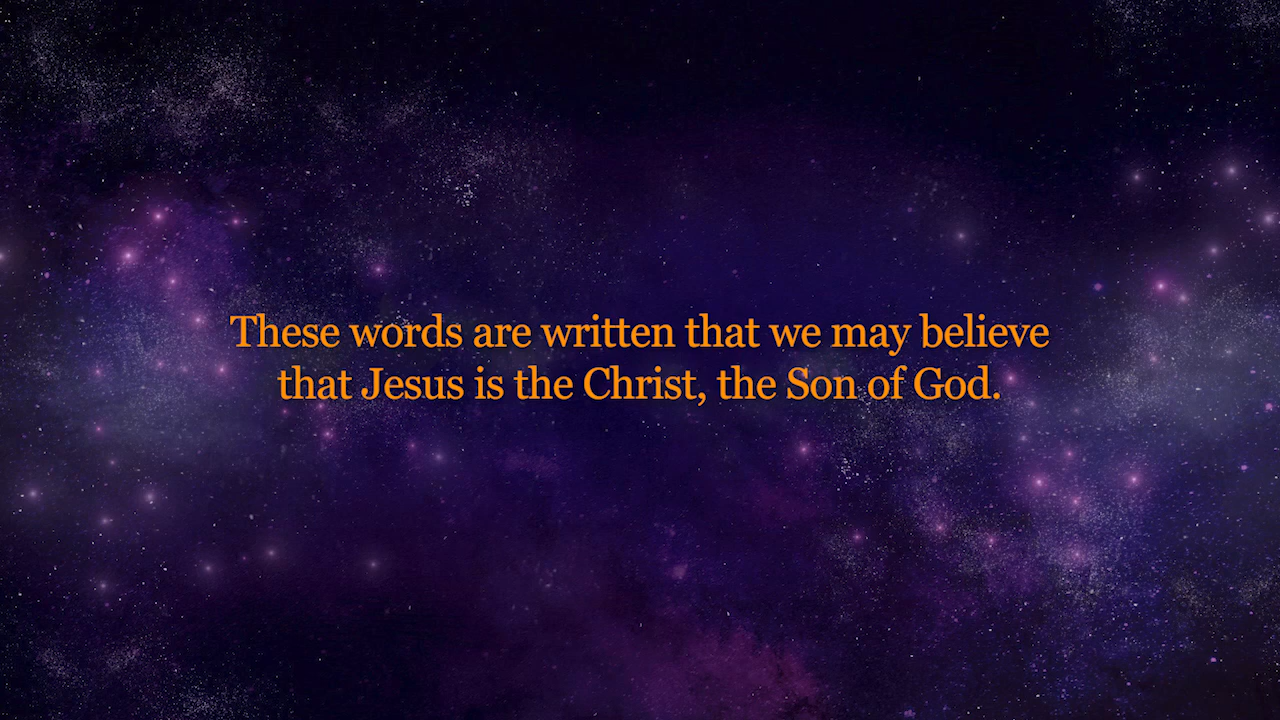 These words are written that we may believe
that Jesus is the Christ, the Son of God.